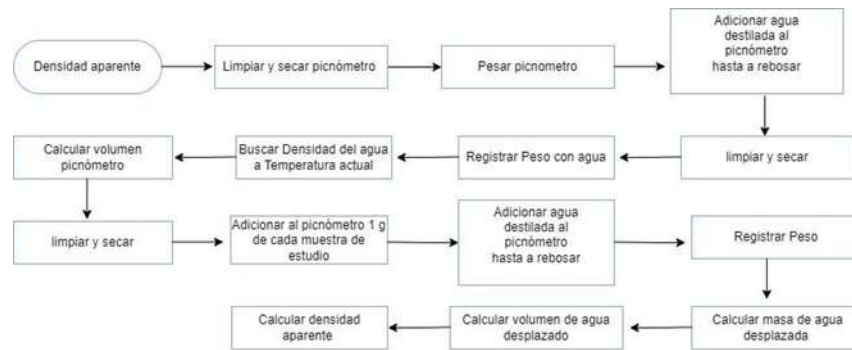 Densidad aparente
Limpiar y secar picnómetro
Pesar picnometro
Adicionar agua
destilada al
picnómetro
hasta a rebosar
limpiar y secar
Registrar Peso con agua
Buscar Densidad del agua
a Temperatura actual
Calcular volumen
picnómetro
limpiar y secar
Adicionar al picnómetro 1 g
de cada muestra de
estudio
Adicionar agua
destilada al
picnómetro
hasta a rebosar
Registrar Peso
Calcular masa de agua
desplazada
Calcular volumen de agua
desplazado
Calcular densidad
aparente